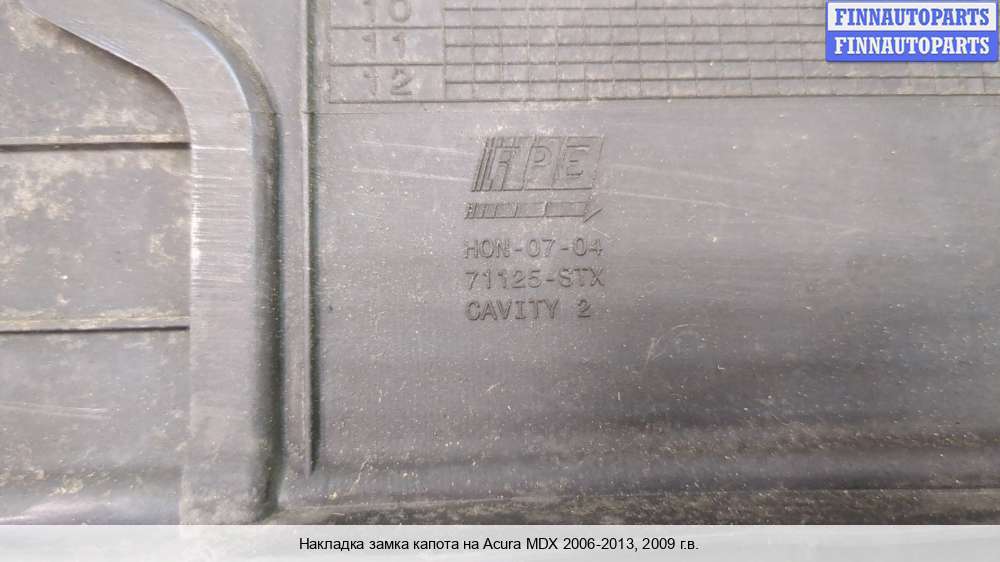 10
11
12
FINNAUTOPARTS
FINNAUTOPARTS
HPE
HON-07-04
71125-STX
CAVITY 2
Накладка замка капота на Acura MDX 2006-2013, 2009 г.в.